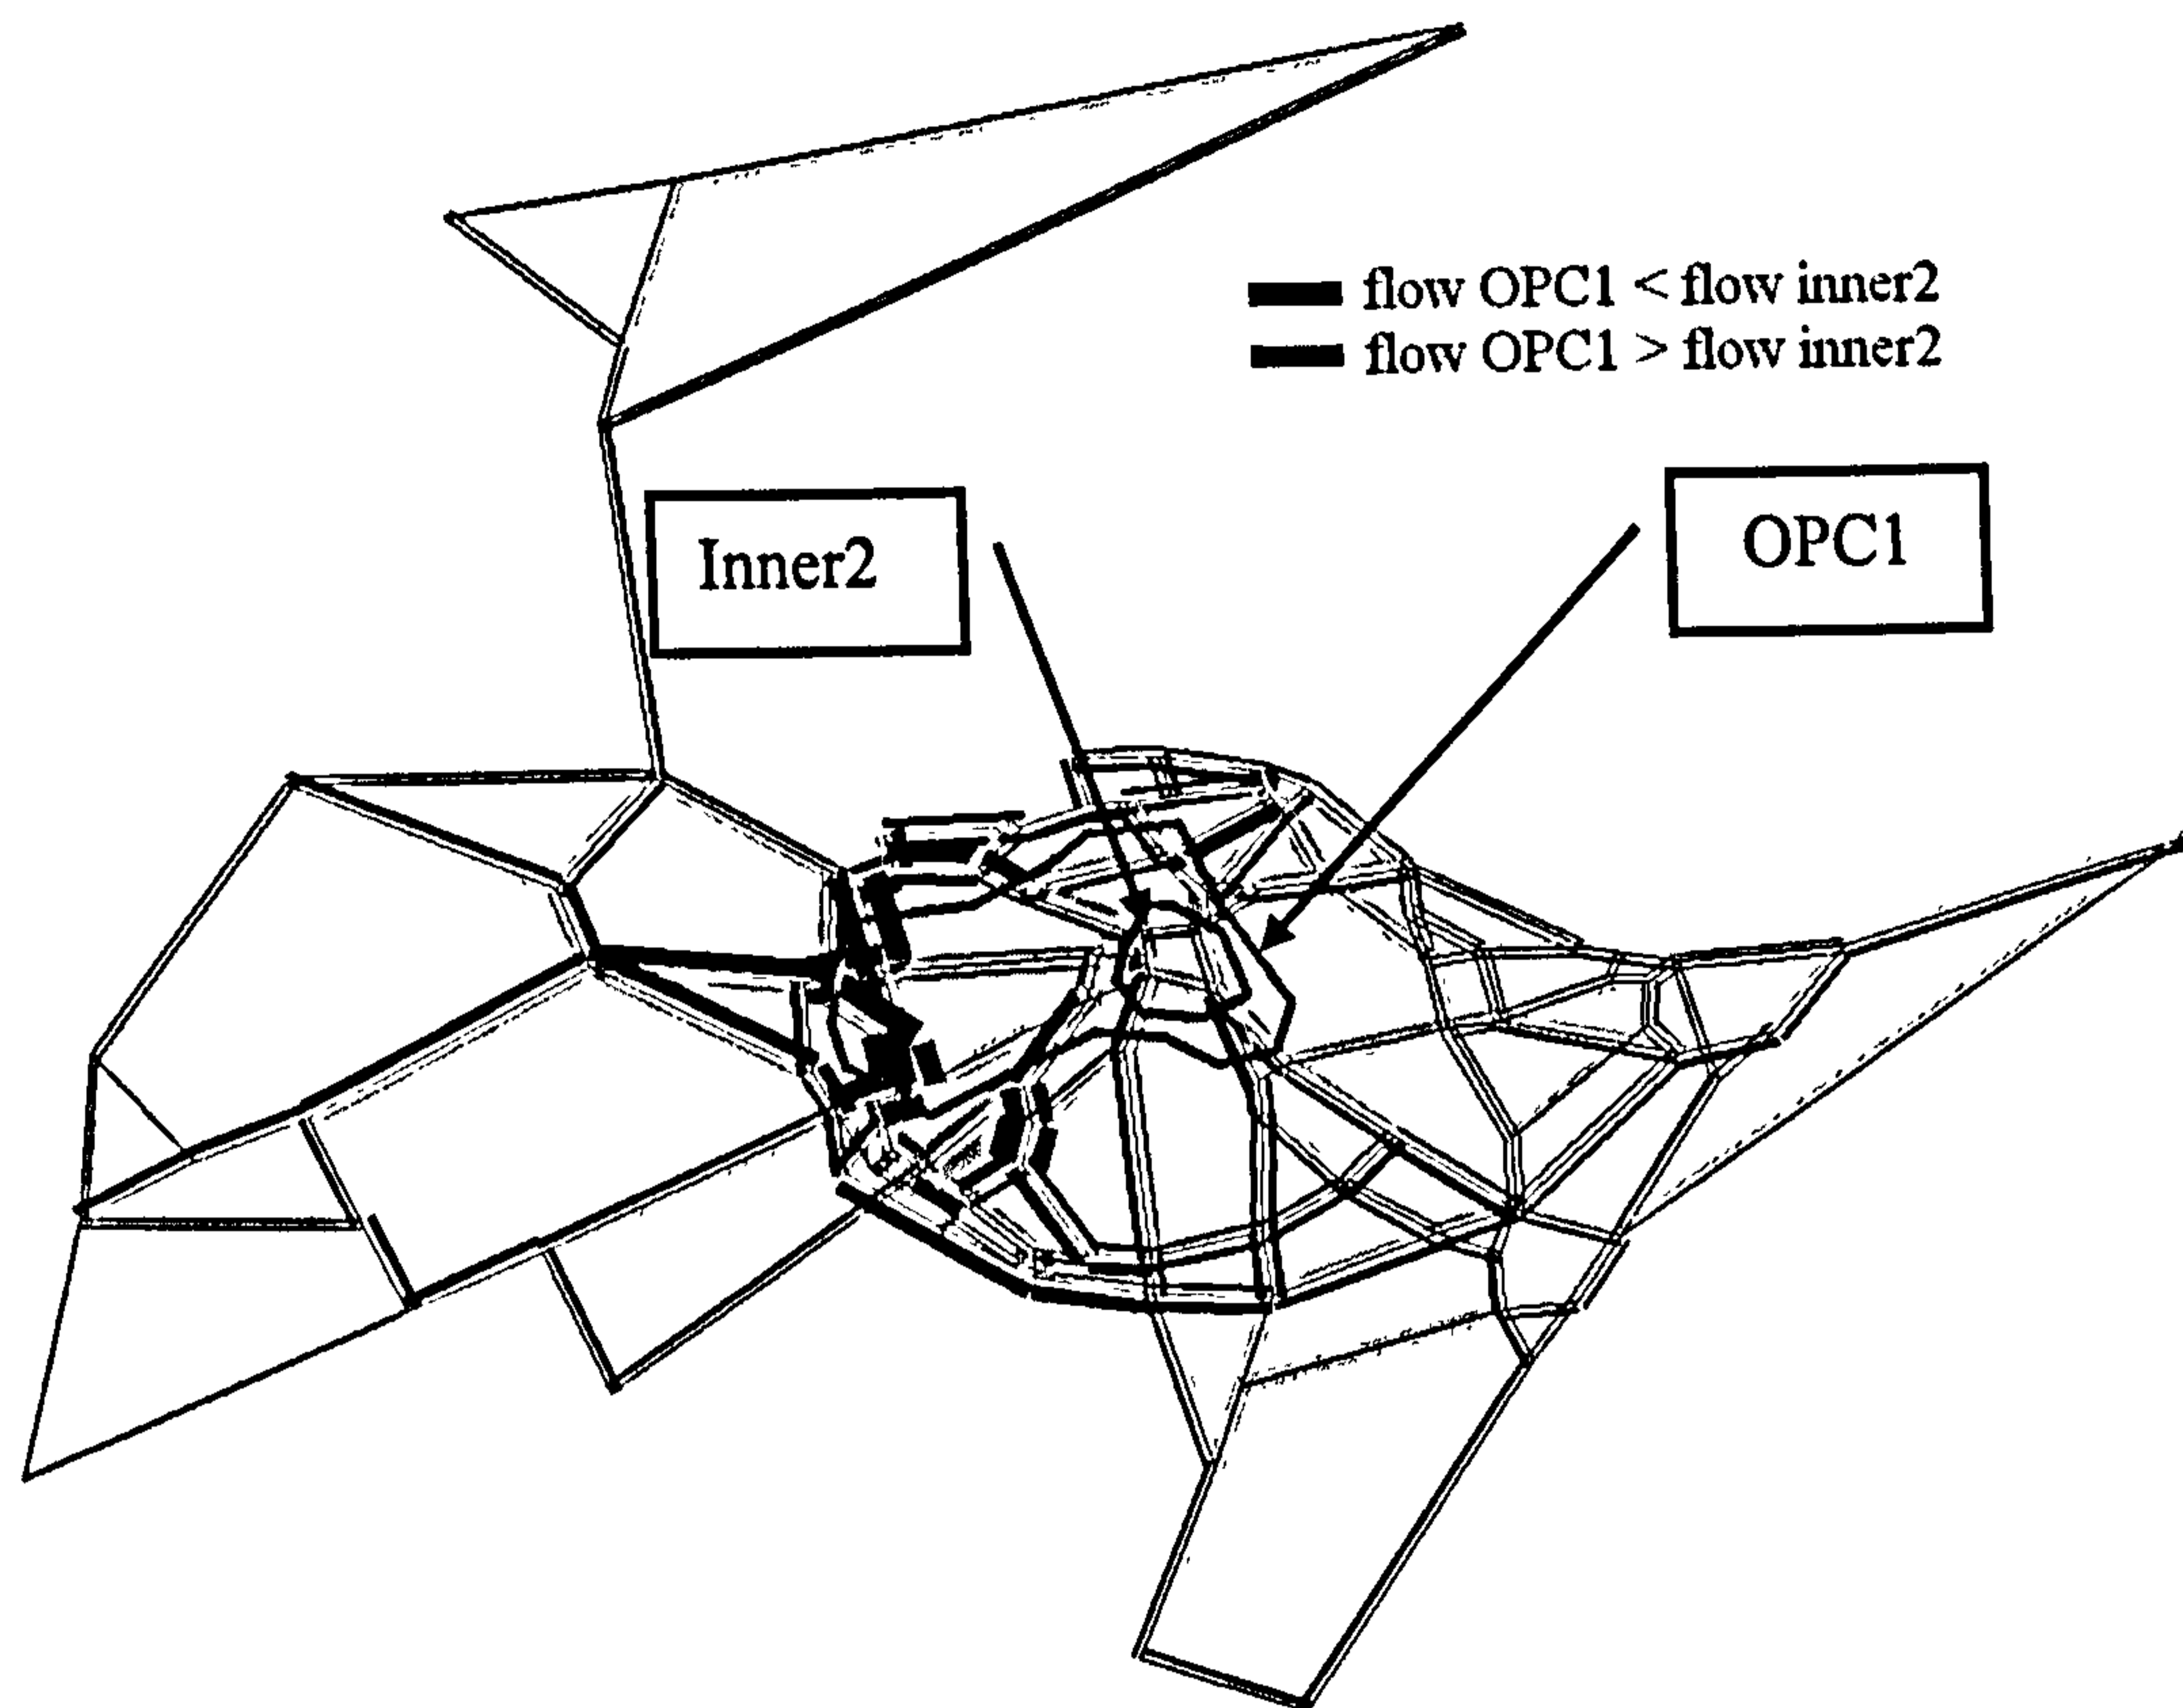 flow OPC1 < flow inner2
flow OPC1 > flow inner2
Inner2
OPC1